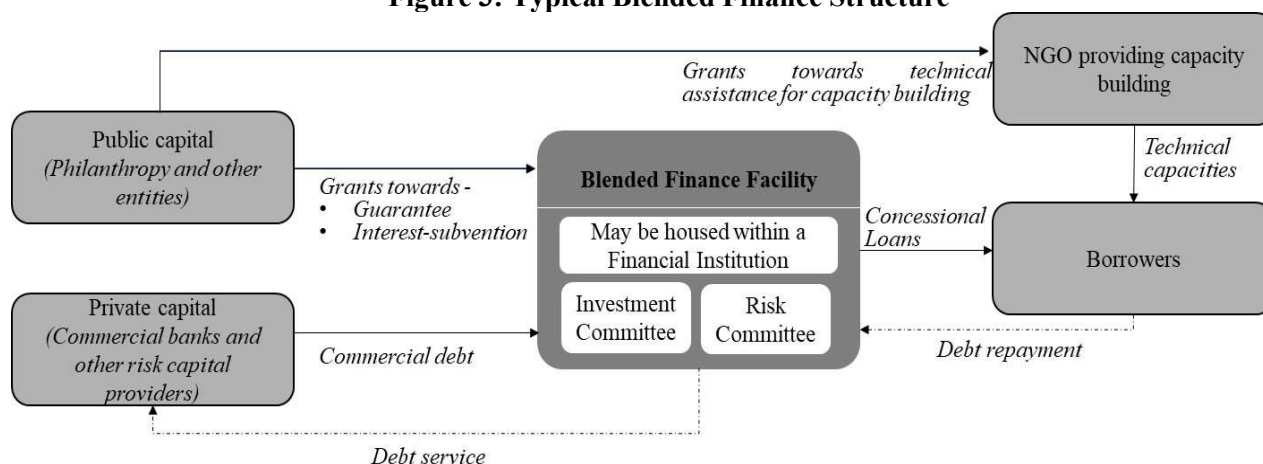 Figure 3: Typical Blended Finance Structure
Grants towards technical
assistance for capacity building
NGO providing capacity
building
Public capital
(Philanthropy and other
entities)
Grants towards -
• Guarantee
• Interest-subvention
Blended Finance Facility
May be housed within a
Financial Institution
Investment
Committee
Risk
Committee
Technical
capacities
Concessional
Loans
Borrowers
Private capital
(Commercial banks and
other risk capital
providers)
Commercial debt
Debt repayment
Debt service